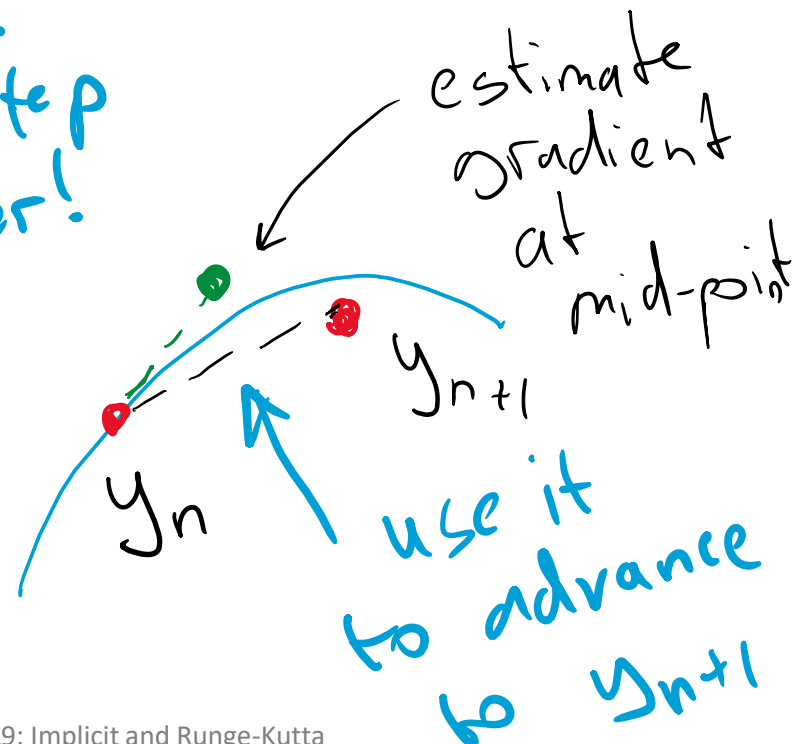 step
estimate
gradient
at
mid-point
yn
yn+1
use it
to advance
to yn+1
9: Implicit and Runge-Kutta